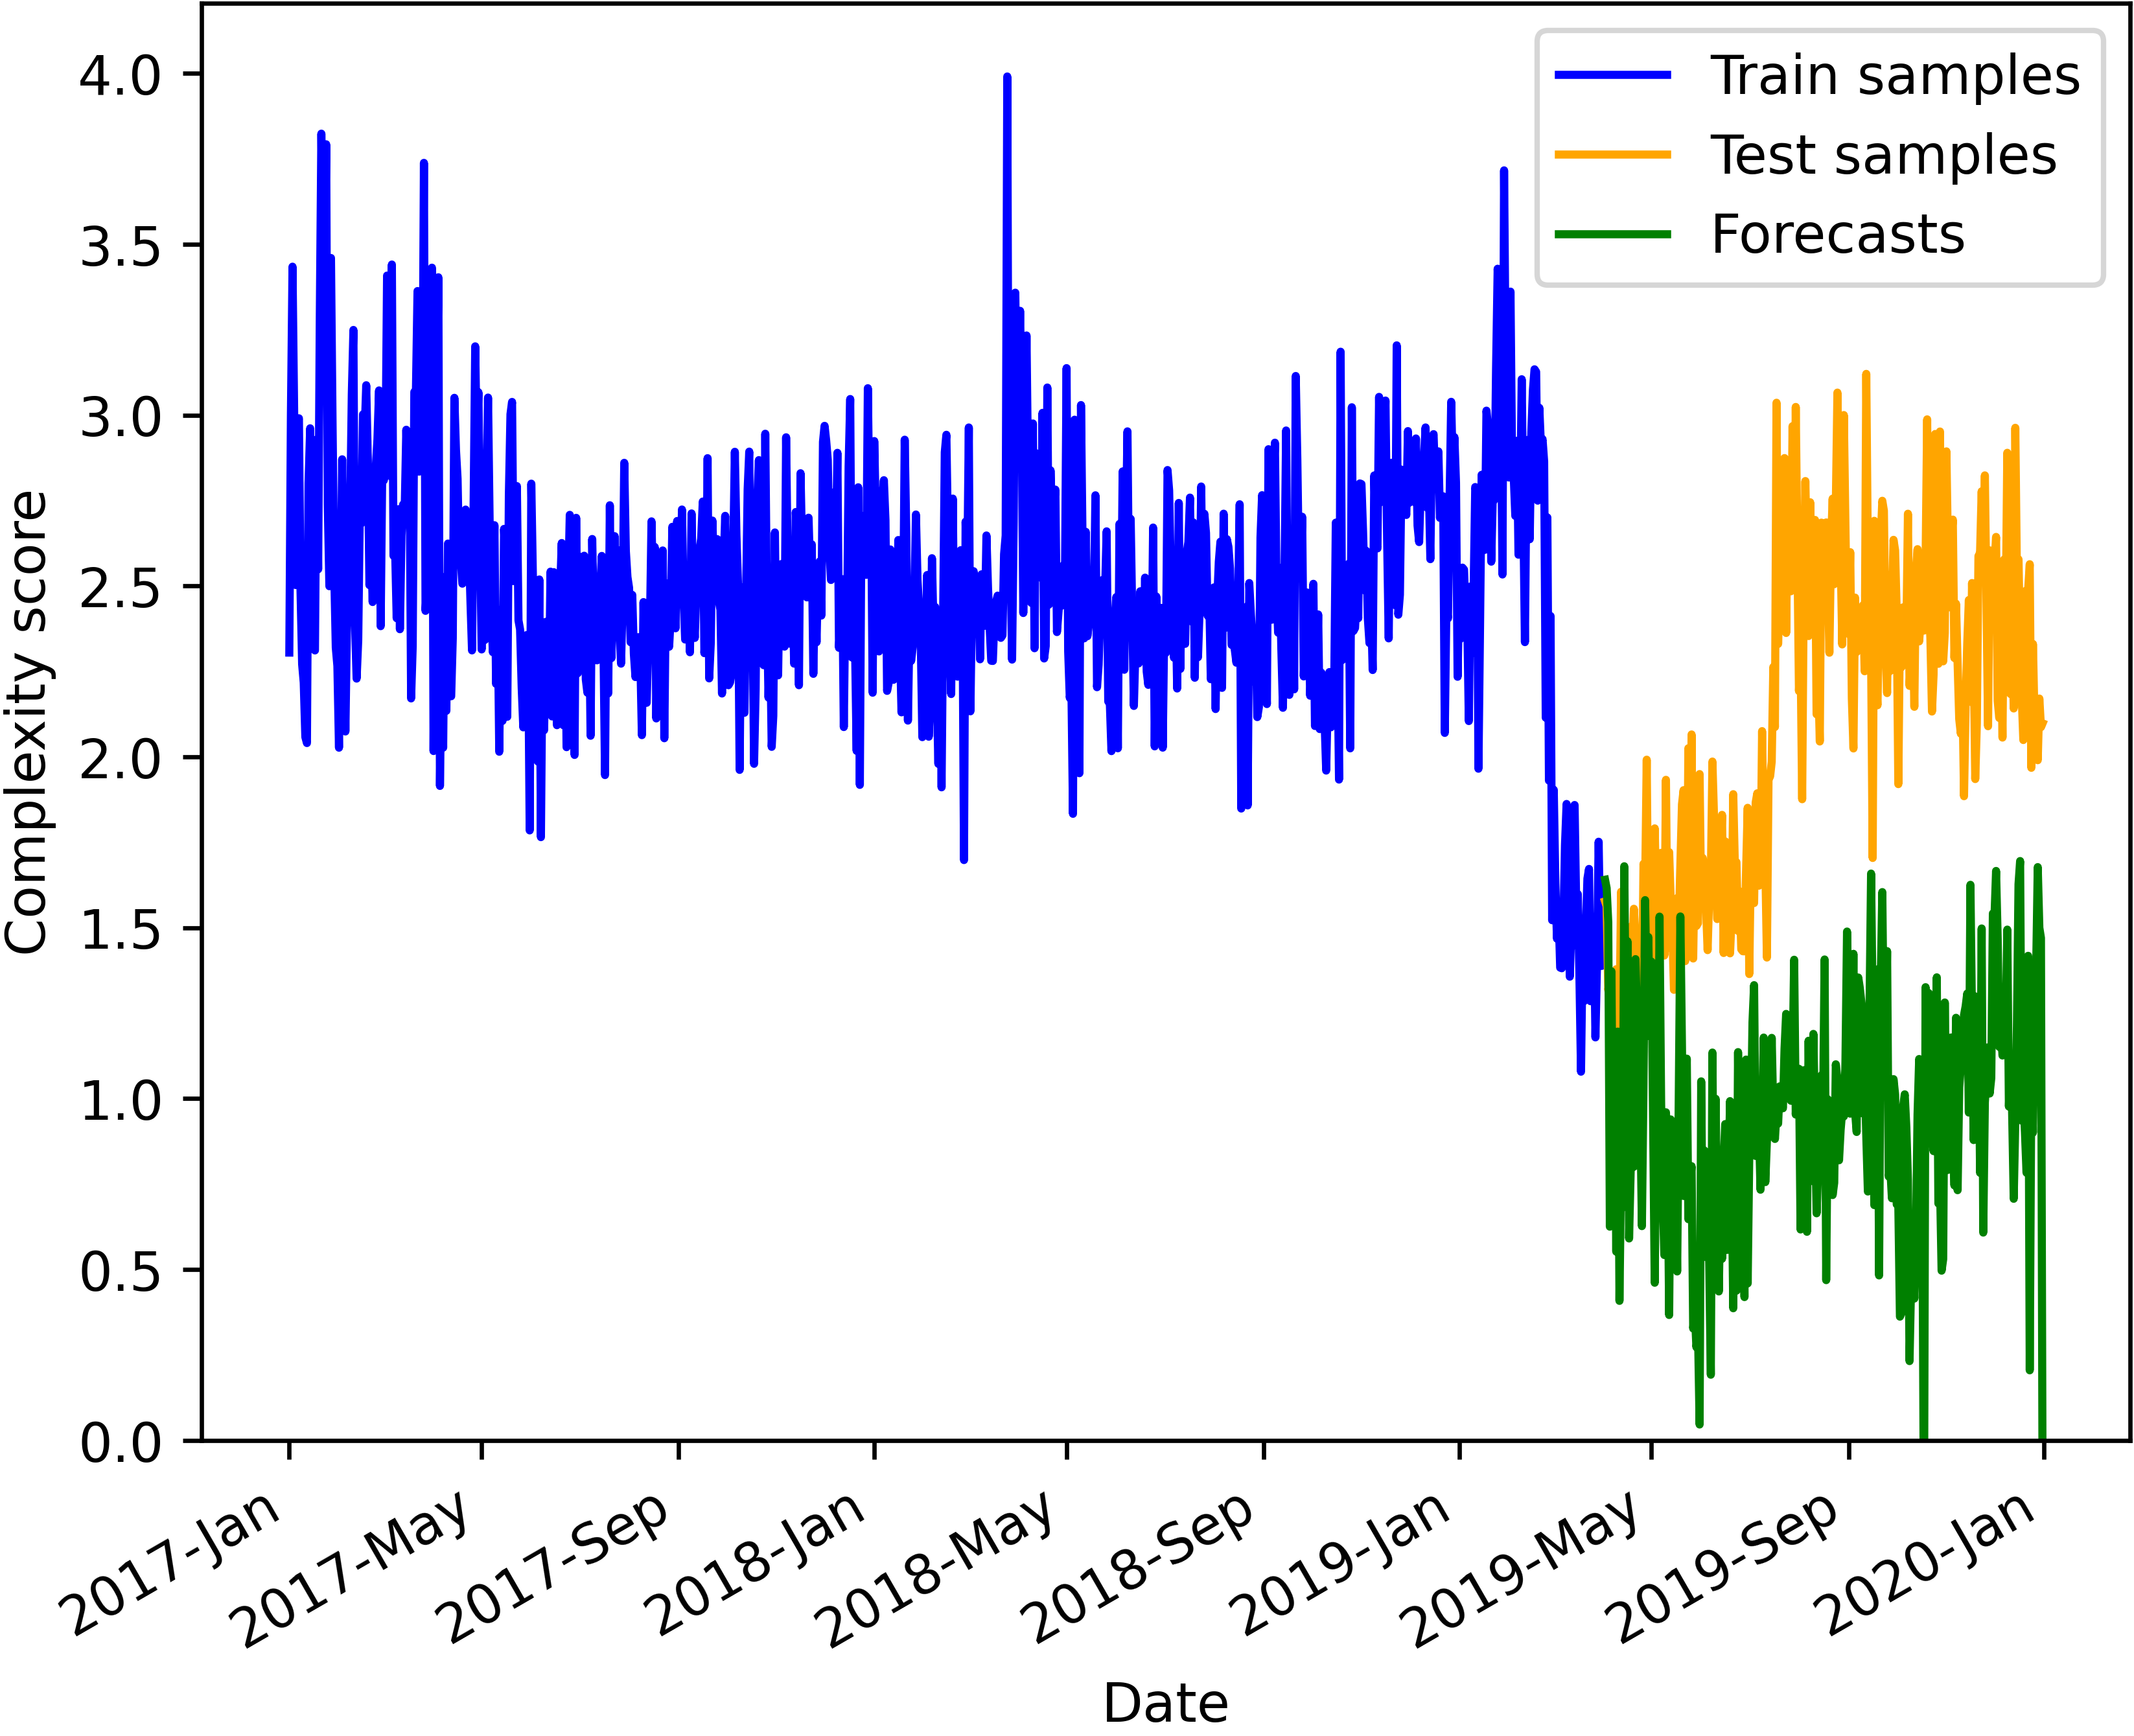 Train samples
Test samples
Forecasts
Complexity score
4.0
3.5
3.0
2.5
2.0
1.5
1.0
0.5
0.0
2017-Jan
2017-May
2017-Sep
2018-Jan
2018-May
2018-Sep
2019-Jan
2019-May
2019-Sep
2020-Jan
Date